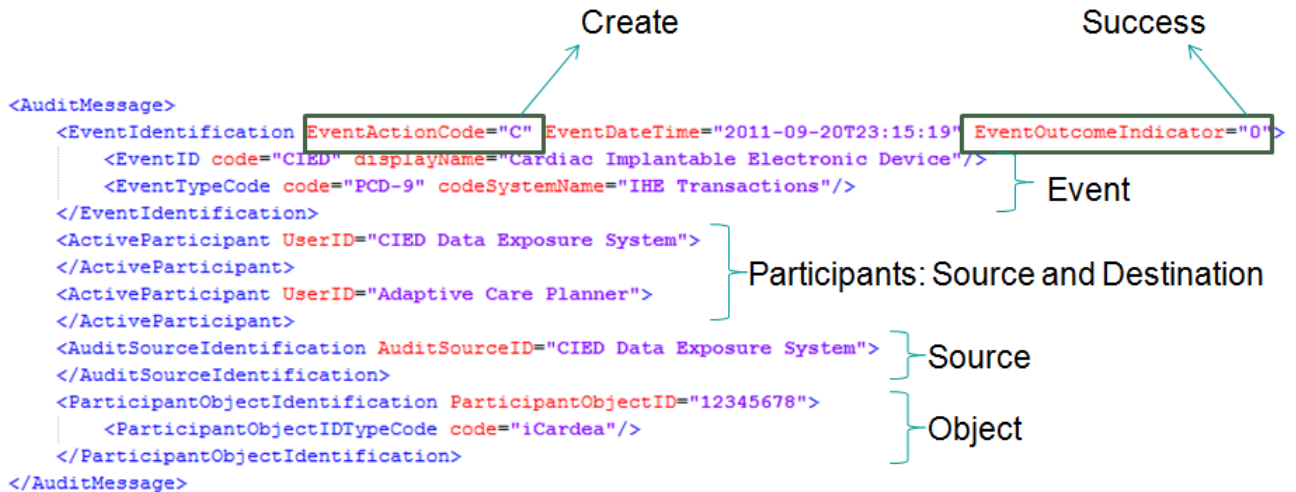 Create Success
<AuditMessage>
<EventIdentification EventActionCode="C" EventDateTime="2011-09-20T23:15:19" EventOutcomeIndicator="0">
<EventID code="CIED" displayName="Cardiac Implantable Electronic Device"/>
<EventTypeCode code="PCD-9" codeSystemName="IHE Transactions"/>
Event
</EventIdentification>
<ActiveParticipant UserID="CIED Data Exposure System">
</ActiveParticipant>
Participants: Source and Destination
<ActiveParticipant UserID="Adaptive Care Planner">
</ActiveParticipant>
<AuditSourceIdentification AuditSourceID="CIED Data Exposure System">
Source
</AuditSourceIdentification>
<ParticipantObjectIdentification ParticipantObjectID="12345678">
<ParticipantObjectIDTypeCode code="iCardea"/>
Object
</ParticipantObjectIdentification>
</AuditMessage>